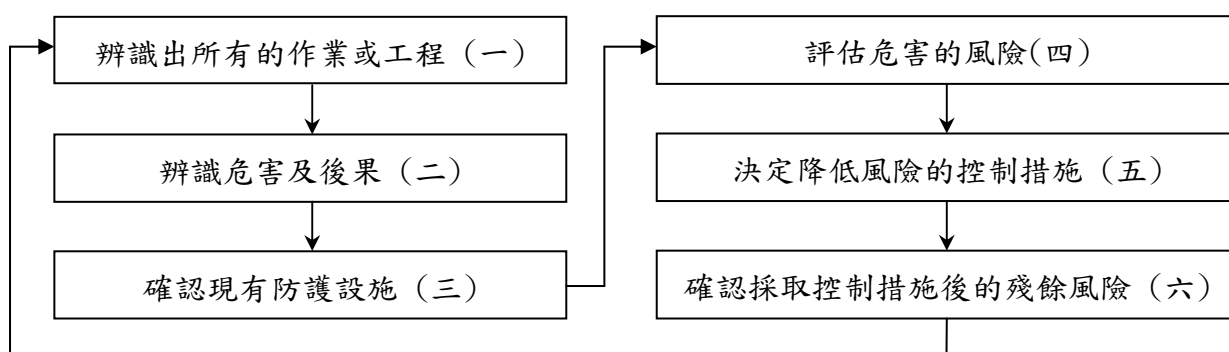 辨識出所有的作業或工程（一）
辨識危害及後果（二）
確認現有防護設施（三）
評估危害的風險(四)
決定降低風險的控制措施（五）
確認採取控制措施後的殘餘風險（六）